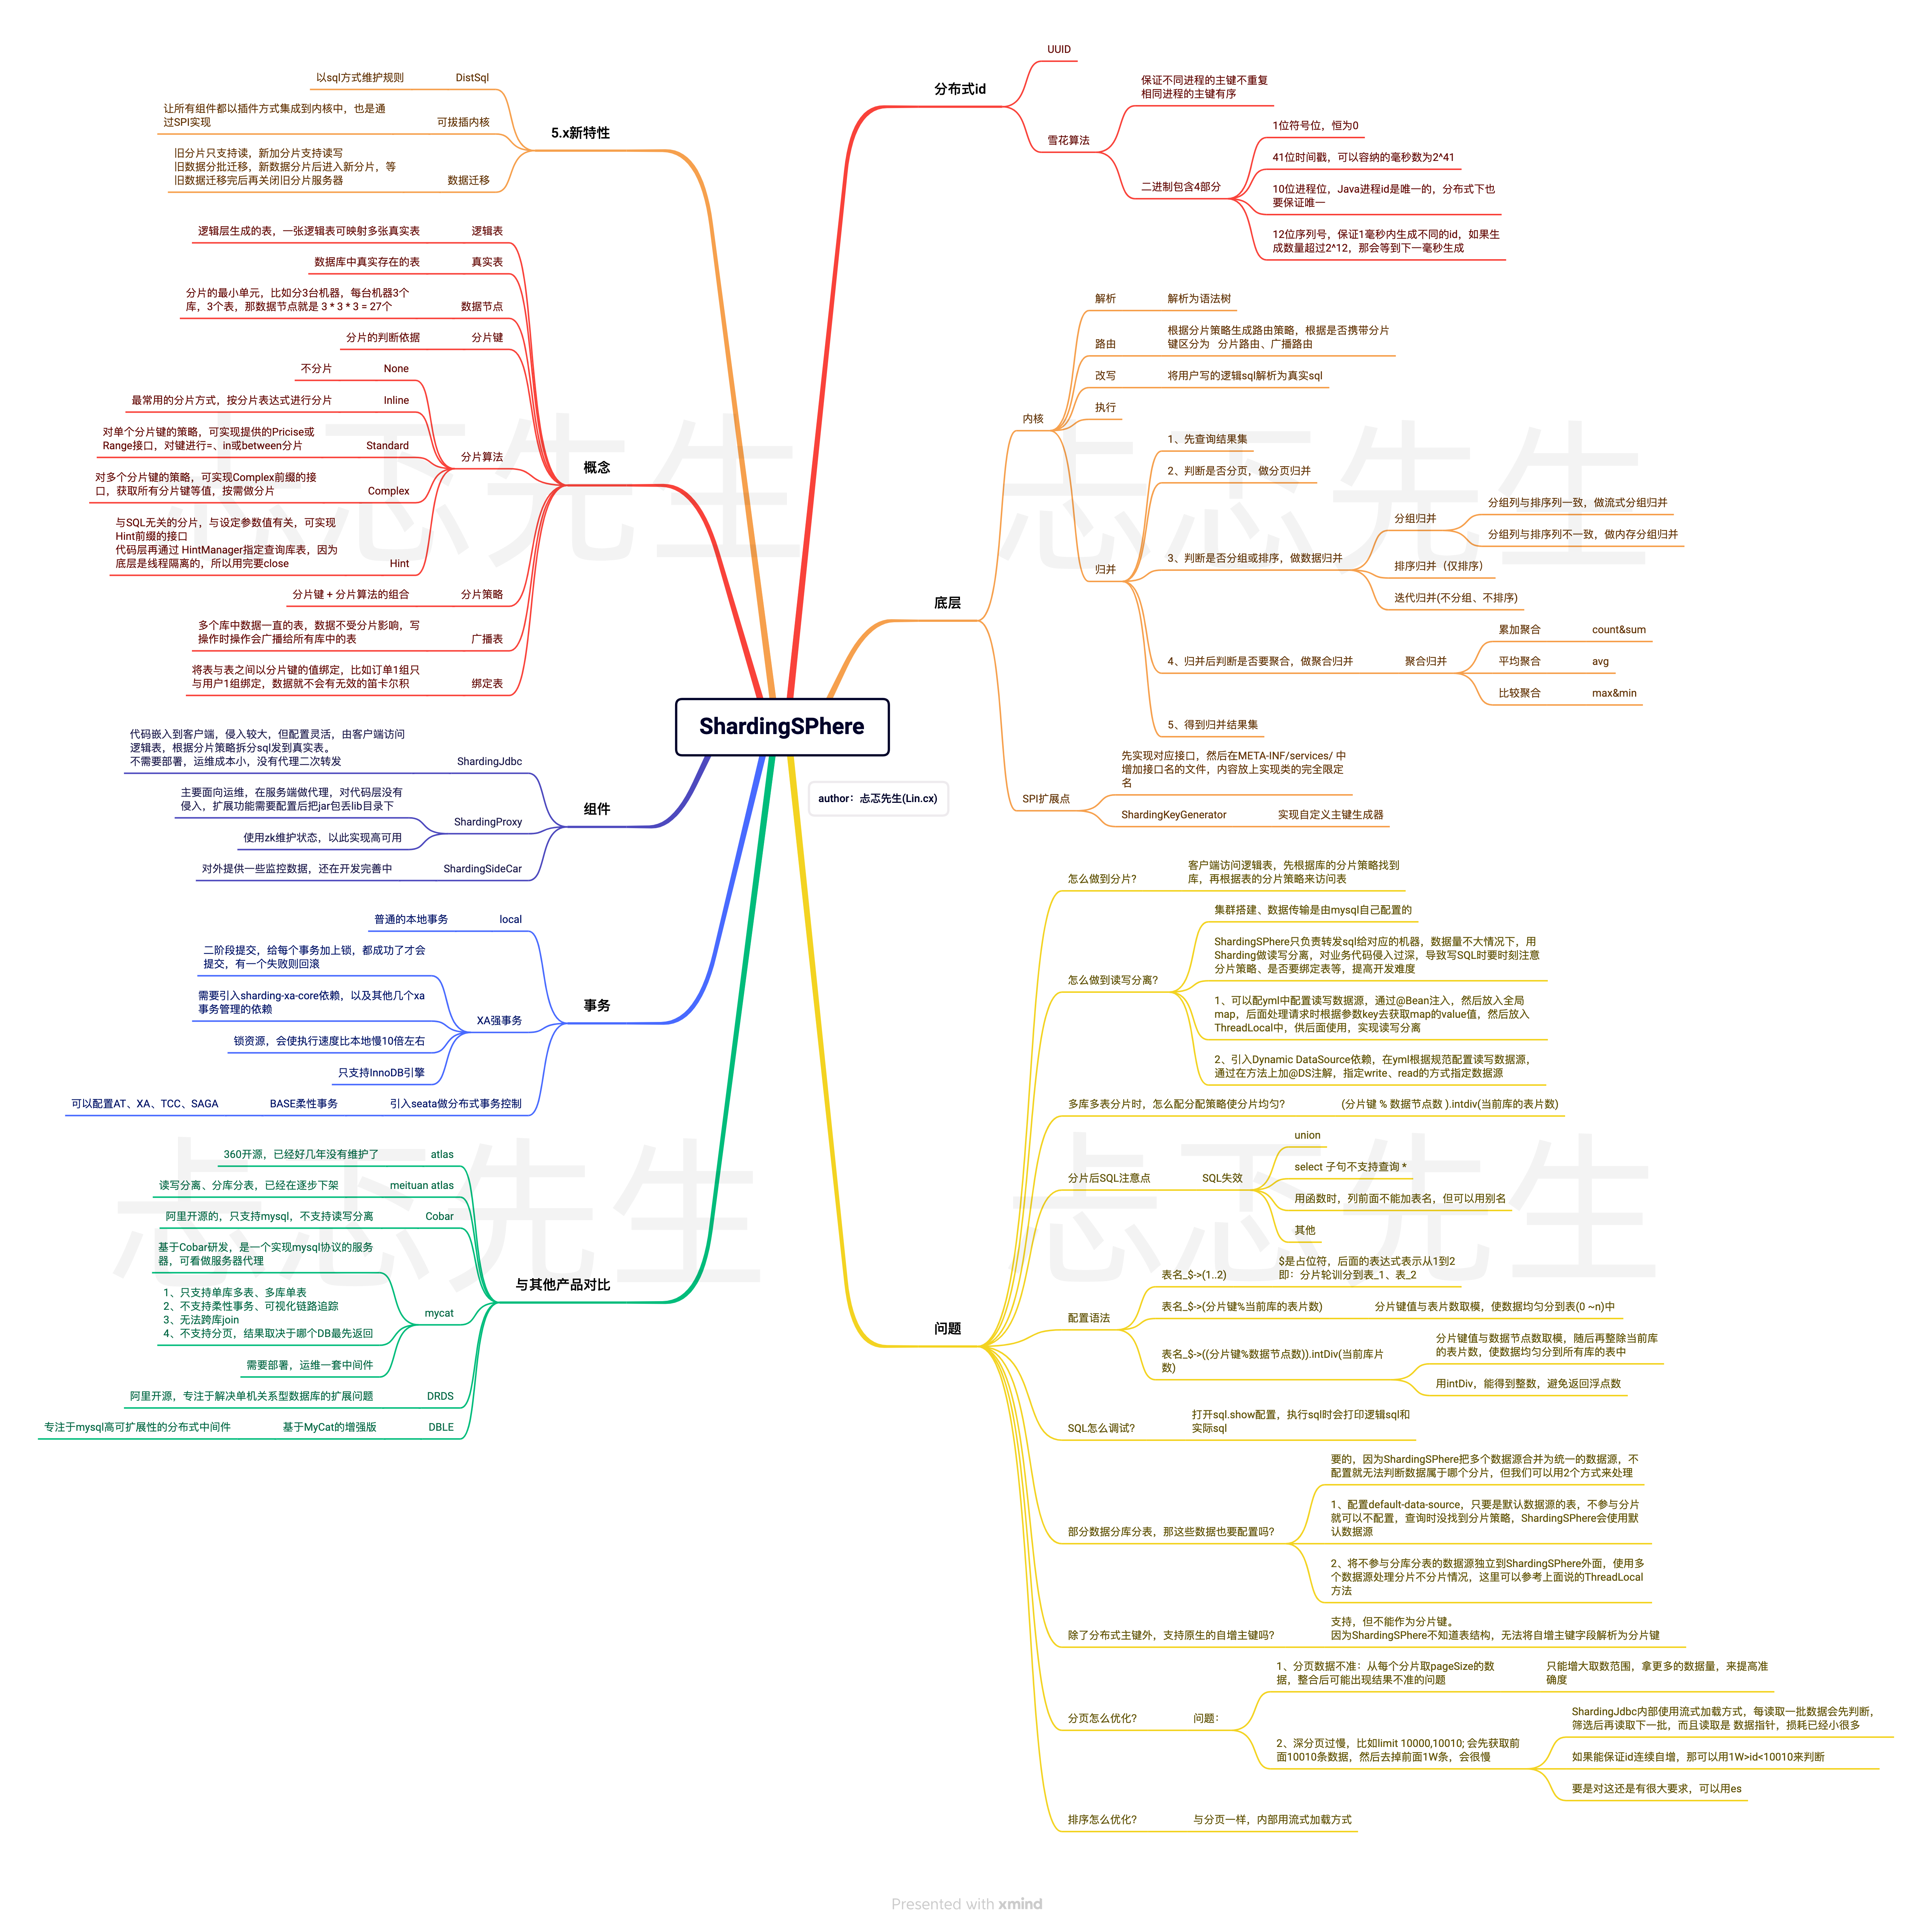 ShardingSPhere
author：忐忑先生(Lin.cx)
分布式id
UUID
雪花算法
保证不同进程的主键不重复
相同进程的主键有序
二进制包含4部分
1位符号位，恒为0
41位时间戳，可以容纳的毫秒数为2^41
10位进程位，Java进程id是唯一的，分布式下也
要保证唯一
12位序列号，保证1毫秒内生成不同的id，如果生
成数量超过2^12，那会等到下一毫秒生成
底层
内核
解析
解析为语法树
路由
根据分片策略生成路由策略，根据是否携带分片
键区分为 分片路由、广播路由
改写
将用户写的逻辑sql解析为真实sql
执行
归并
1、先查询结果集
2、判断是否分页，做分页归并
3、判断是否分组或排序，做数据归并
分组归并
分组列与排序列一致，做流式分组归并
分组列与排序列不一致，做内存分组归并
排序归并（仅排序）
迭代归并(不分组、不排序)
4、归并后判断是否要聚合，做聚合归并
聚合归并
累加聚合
count&sum
平均聚合
avg
比较聚合
max&min
5、得到归并结果集
SPI扩展点
先实现对应接口，然后在META-INF/services/ 中
增加接口名的文件，内容放上实现类的完全限定
名
ShardingKeyGenerator
实现自定义主键生成器
问题
怎么做到分片？
客户端访问逻辑表，先根据库的分片策略找到
库，再根据表的分片策略来访问表
怎么做到读写分离？
集群搭建、数据传输是由mysql自己配置的
ShardingSPhere只负责转发sql给对应的机器，数据量不大情况下，用
Sharding做读写分离，对业务代码侵入过深，导致写SQL时要时刻注意
分片策略、是否要绑定表等，提高开发难度
1、可以配yml中配置读写数据源，通过@Bean注入，然后放入全局
map，后面处理请求时根据参数key去获取map的value值，然后放入
ThreadLocal中，供后面使用，实现读写分离
2、引入Dynamic DataSource依赖，在yml根据规范配置读写数据源，
通过在方法上加@DS注解，指定write、read的方式指定数据源
多库多表分片时，怎么配分配策略使分片均匀？
(分片键 % 数据节点数 ).intdiv(当前库的表片数)
分片后SQL注意点
SQL失效
union
select 子句不支持查询 *
用函数时，列前面不能加表名，但可以用别名
其他
配置语法
表名_$->(1..2)
$是占位符，后面的表达式表示从1到2
即：分片轮训分到表_1、表_2
表名_$->(分片键%当前库的表片数)
分片键值与表片数取模，使数据均匀分到表(0 ~n)中
表名_$->((分片键%数据节点数)).intDiv(当前库片
数)
分片键值与数据节点数取模，随后再整除当前库
的表片数，使数据均匀分到所有库的表中
用intDiv，能得到整数，避免返回浮点数
SQL怎么调试？
打开sql.show配置，执行sql时会打印逻辑sql和
实际sql
部分数据分库分表，那这些数据也要配置吗？
要的，因为ShardingSPhere把多个数据源合并为统一的数据源，不
配置就无法判断数据属于哪个分片，但我们可以用2个方式来处理
1、配置default-data-source，只要是默认数据源的表，不参与分片
就可以不配置，查询时没找到分片策略，ShardingSPhere会使用默
认数据源
2、将不参与分库分表的数据源独立到ShardingSPhere外面，使用多
个数据源处理分片不分片情况，这里可以参考上面说的ThreadLocal
方法
除了分布式主键外，支持原生的自增主键吗？
支持，但不能作为分片键。
因为ShardingSPhere不知道表结构，无法将自增主键字段解析为分片键
分页怎么优化？
问题：
1、分页数据不准：从每个分片取pageSize的数
据，整合后可能出现结果不准的问题
只能增大取数范围，拿更多的数据量，来提高准
确度
2、深分页过慢，比如limit 10000,10010; 会先获取前
面10010条数据，然后去掉前面1W条，会很慢
ShardingJdbc内部使用流式加载方式，每读取一批数据会先判断，
筛选后再读取下一批，而且读取是 数据指针，损耗已经小很多
如果能保证id连续自增，那可以用1W>id<10010来判断
要是对这还是有很大要求，可以用es
排序怎么优化？
与分页一样，内部用流式加载方式
5.x新特性
DistSql
以sql方式维护规则
可拔插内核
让所有组件都以插件方式集成到内核中，也是通
过SPI实现
数据迁移
旧分片只支持读，新加分片支持读写
旧数据分批迁移，新数据分片后进入新分片，等
旧数据迁移完后再关闭旧分片服务器
概念
逻辑表
逻辑层生成的表，一张逻辑表可映射多张真实表
真实表
数据库中真实存在的表
数据节点
分片的最小单元，比如分3台机器，每台机器3个
库，3个表，那数据节点就是 3 * 3 * 3 = 27个
分片键
分片的判断依据
分片算法
None
不分片
Inline
最常用的分片方式，按分片表达式进行分片
Standard
对单个分片键的策略，可实现提供的Pricise或
Range接口，对键进行=、in或between分片
Complex
对多个分片键的策略，可实现Complex前缀的接
口，获取所有分片键等值，按需做分片
Hint
与SQL无关的分片，与设定参数值有关，可实现
Hint前缀的接口
代码层再通过 HintManager指定查询库表，因为
底层是线程隔离的，所以用完要close
分片策略
分片键 + 分片算法的组合
广播表
多个库中数据一直的表，数据不受分片影响，写
操作时操作会广播给所有库中的表
绑定表
将表与表之间以分片键的值绑定，比如订单1组只
与用户1组绑定，数据就不会有无效的笛卡尔积
组件
ShardingJdbc
代码嵌入到客户端，侵入较大，但配置灵活，由客户端访问
逻辑表，根据分片策略拆分sql发到真实表。
不需要部署，运维成本小，没有代理二次转发
ShardingProxy
主要面向运维，在服务端做代理，对代码层没有
侵入，扩展功能需要配置后把jar包丢lib目录下
使用zk维护状态，以此实现高可用
ShardingSideCar
对外提供一些监控数据，还在开发完善中
事务
local
普通的本地事务
XA强事务
二阶段提交，给每个事务加上锁，都成功了才会
提交，有一个失败则回滚
需要引入sharding-xa-core依赖，以及其他几个xa
事务管理的依赖
锁资源，会使执行速度比本地慢10倍左右
只支持InnoDB引擎
引入seata做分布式事务控制
BASE柔性事务
可以配置AT、XA、TCC、SAGA
与其他产品对比
atlas
360开源，已经好几年没有维护了
meituan atlas
读写分离、分库分表，已经在逐步下架
Cobar
阿里开源的，只支持mysql，不支持读写分离
mycat
基于Cobar研发，是一个实现mysql协议的服务
器，可看做服务器代理
1、只支持单库多表、多库单表
2、不支持柔性事务、可视化链路追踪
3、无法跨库join
4、不支持分页，结果取决于哪个DB最先返回
需要部署，运维一套中间件
DRDS
阿里开源，专注于解决单机关系型数据库的扩展问题
DBLE
基于MyCat的增强版
专注于mysql高可扩展性的分布式中间件
忐忑先生
忐忑先生
忐忑先生
忐忑先生
Presented with xmind